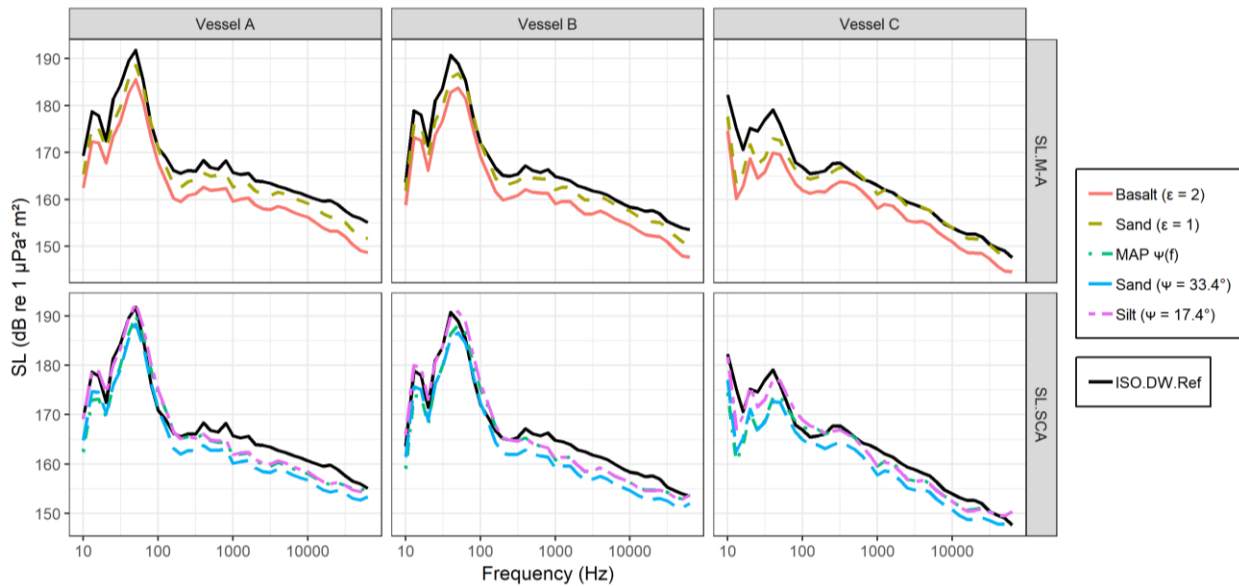 Vessel A
Vessel B
Vessel C
190
180
170
160
150
SL.M-A
SL (dB re 1 µPa² m²)
190
180
170
160
150
SL.SCA
10
100
1000
10000
10
100
1000
10000
10
100
1000
10000
Frequency (Hz)
Basalt (ε = 2)
Sand (ε = 1)
MAP Ψ(f)
Sand (Ψ = 33.4°)
Silt (Ψ = 17.4°)
ISO.DW.Ref